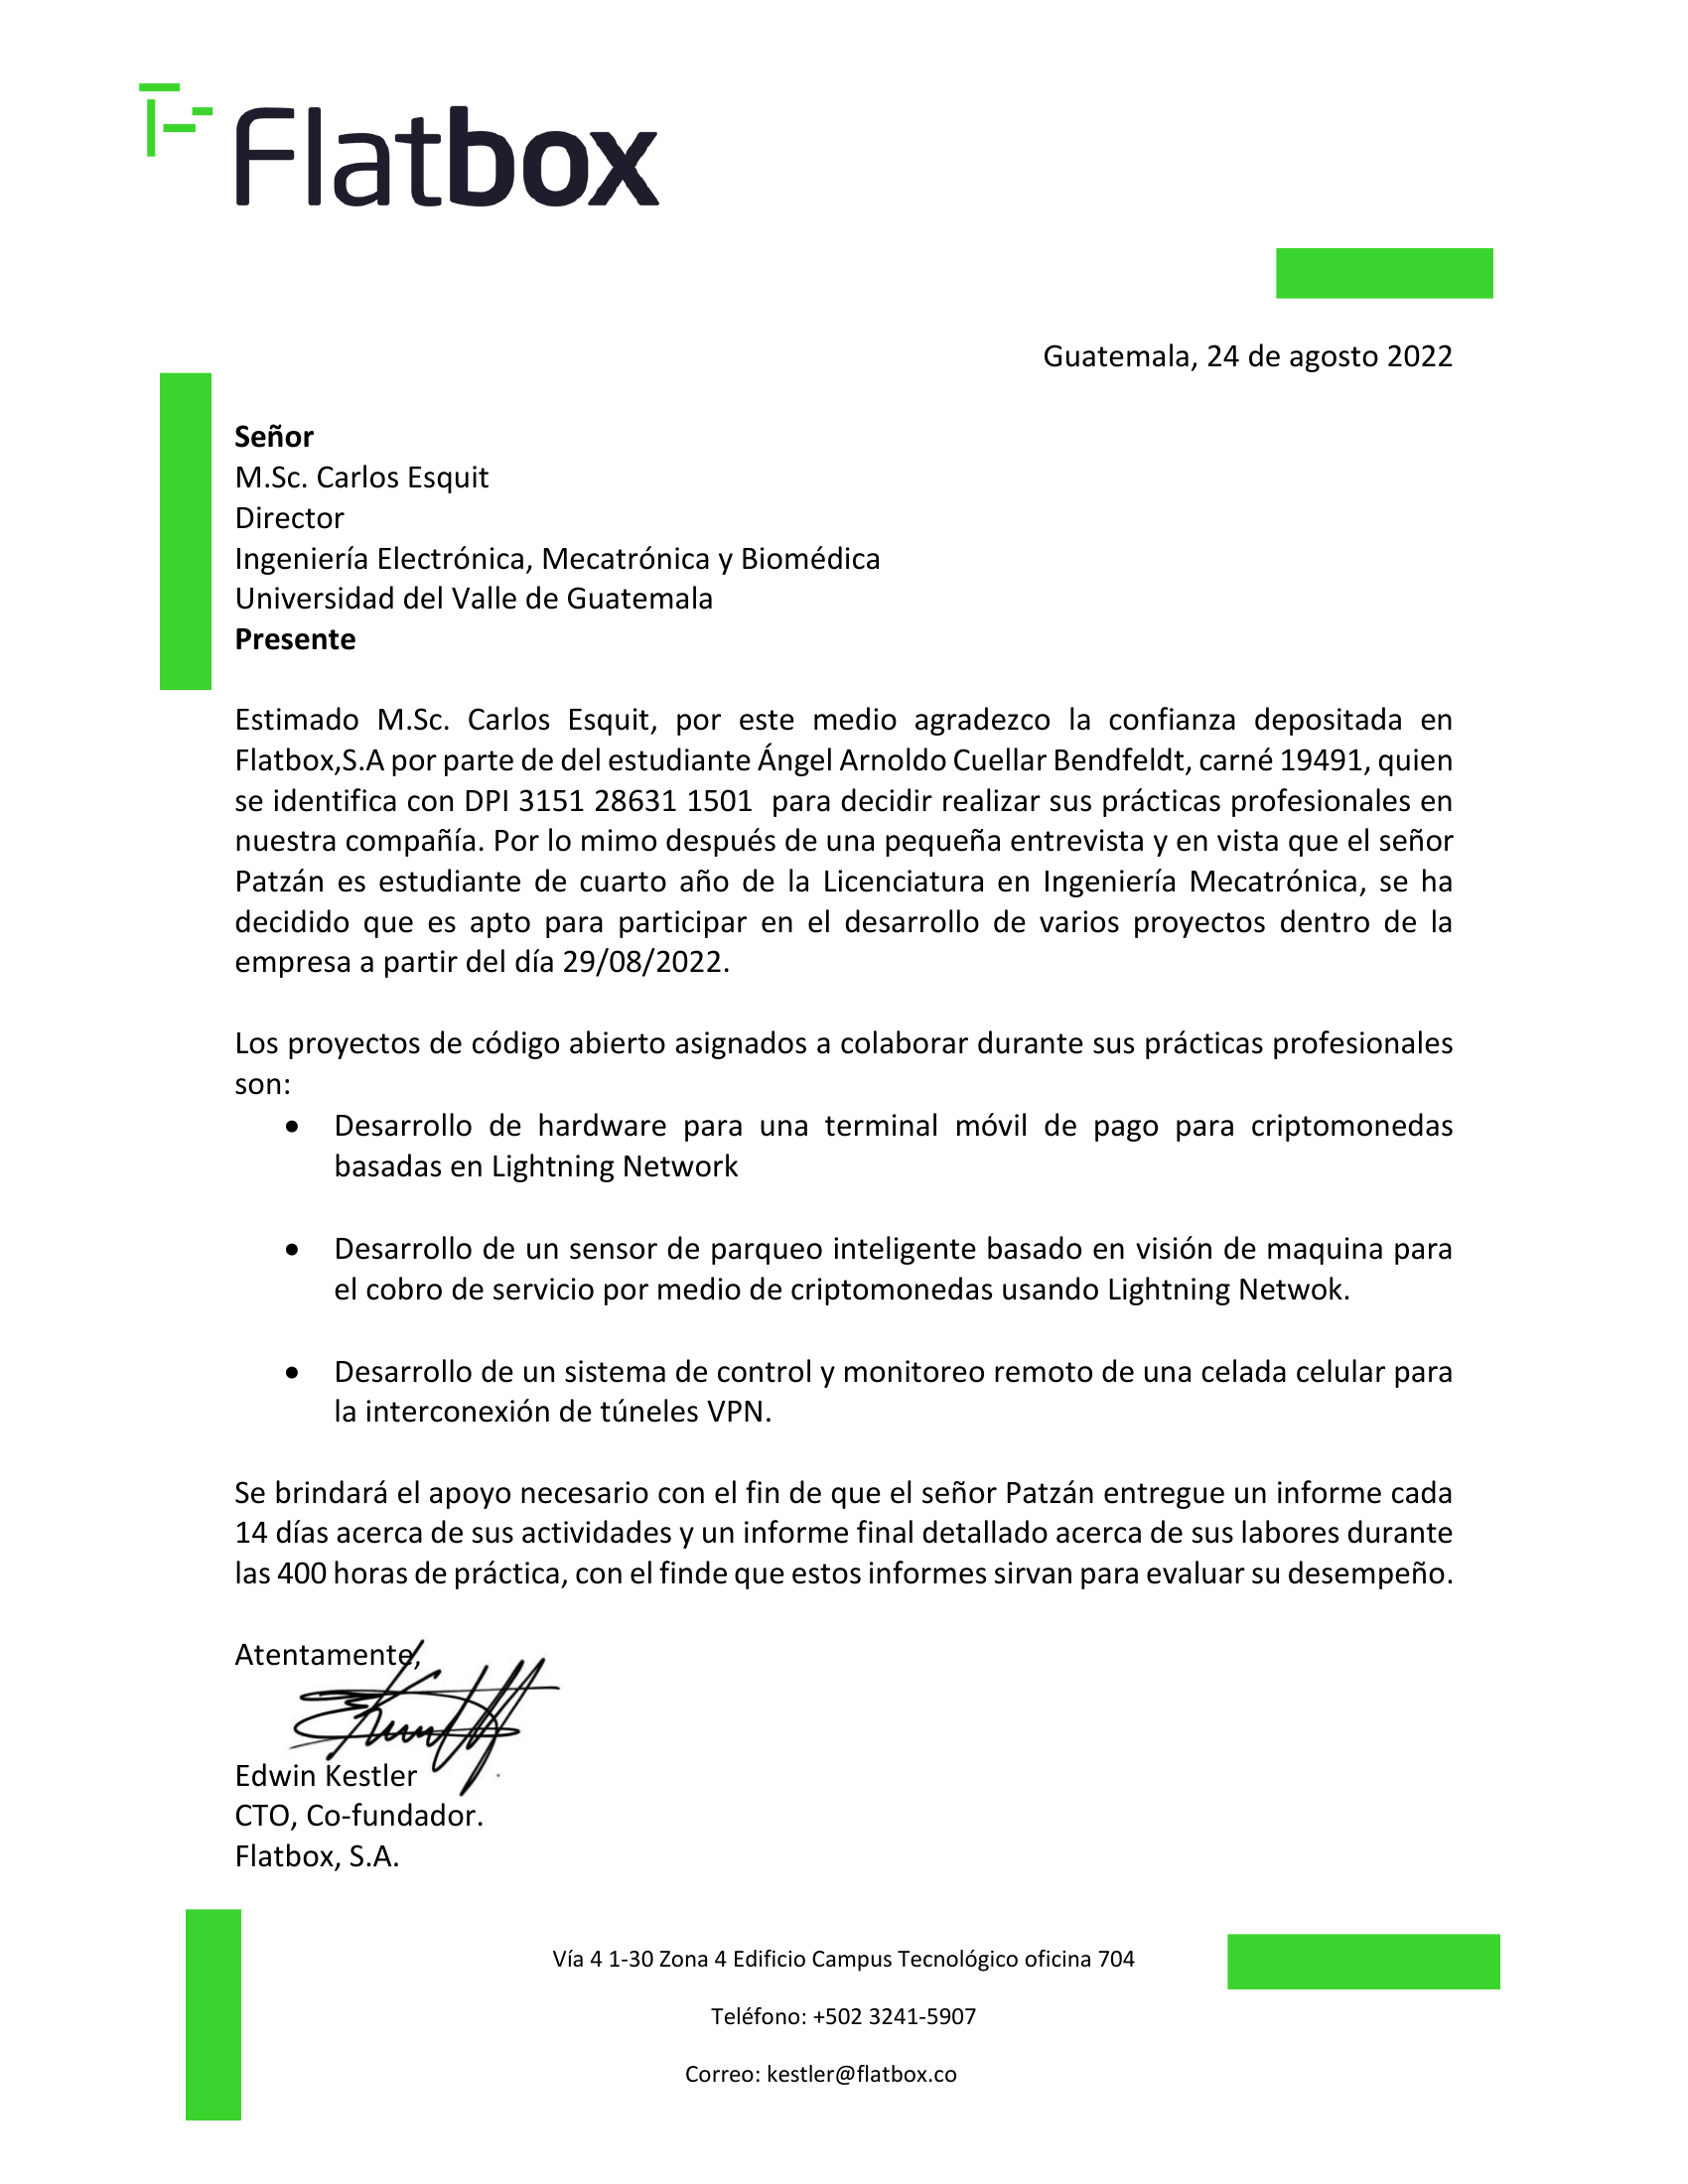 Flatbox
Guatemala, 24 de agosto 2022
Señor
M.Sc. Carlos Esquit
Director
Ingeniería Electrónica, Mecatrónica y Biomédica
Universidad del Valle de Guatemala
Presente
Estimado M.Sc. Carlos Esquit, por este medio agradezco la confianza depositada en
Flatbox,S.A por parte de del estudiante Ángel Arnoldo Cuellar Bendfeldt, carné 19491, quien
se identifica con DPI 3151 28631 1501 para decidir realizar sus prácticas profesionales en
nuestra compañía. Por lo mimo después de una pequeña entrevista y en vista que el señor
Patzán es estudiante de cuarto año de la Licenciatura en Ingeniería Mecatrónica, se ha
decidido que es apto para participar en el desarrollo de varios proyectos dentro de la
empresa a partir del día 29/08/2022.
Los proyectos de código abierto asignados a colaborar durante sus prácticas profesionales
son:
• Desarrollo de hardware para una terminal móvil de pago para criptomonedas
basadas en Lightning Network
• Desarrollo de un sensor de parqueo inteligente basado en visión de maquina para
el cobro de servicio por medio de criptomonedas usando Lightning Netwok.
• Desarrollo de un sistema de control y monitoreo remoto de una celada celular para
la interconexión de túneles VPN.
Se brindará el apoyo necesario con el fin de que el señor Patzán entregue un informe cada
14 días acerca de sus actividades y un informe final detallado acerca de sus labores durante
las 400 horas de práctica, con el finde que estos informes sirvan para evaluar su desempeño.
Atentamente,
Edwin Kestler
CTO, Co-fundador.
Flatbox, S.A.
Vía 4 1-30 Zona 4 Edificio Campus Tecnológico oficina 704
Teléfono: +502 3241-5907
Correo: kestler@flatbox.co